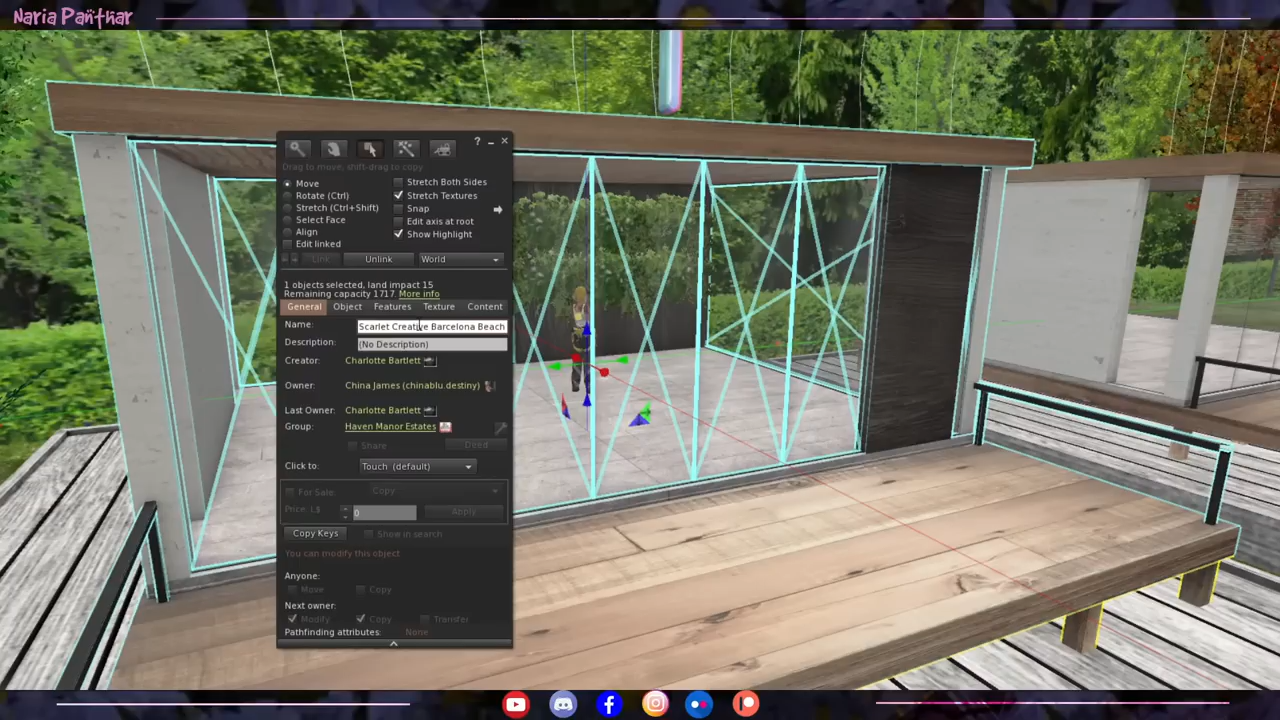 Naria Panthar
? _ ×
Drag to move, shift-drag to copy
Move
Rotate (Ctrl)
Stretch (Ctrl+Shift)
Select Face
Align
Edit linked
Stretch Both Sides
Stretch Textures
Snap
Edit axis at root
Show Highlight
Link Unlink World
1 objects selected, land impact 15
Remaining capacity 1717. More info
General Object Features Texture Content
Name: Scarlet Creative Barcelona Beach
Description: (No Description)
Creator: Charlotte Bartlett
Owner: China James (chinablu.destiny)
Last Owner: Charlotte Bartlett
Group: Haven Manor Estates
Share Deed
Click to: Touch (default)
For Sale: Copy
Price, L$ 0 Apply
Copy Keys Show in search
You can modify this object
Anyone:
Move Copy
Next owner:
Modify Copy Transfer
Pathfinding attributes: None